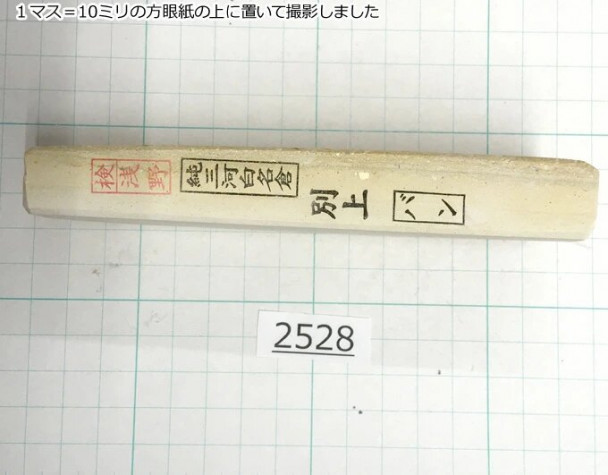 １マス＝10ミリの方眼紙の上に置いて撮影しました
検浅野
純三河白名倉
別上
バン
2528